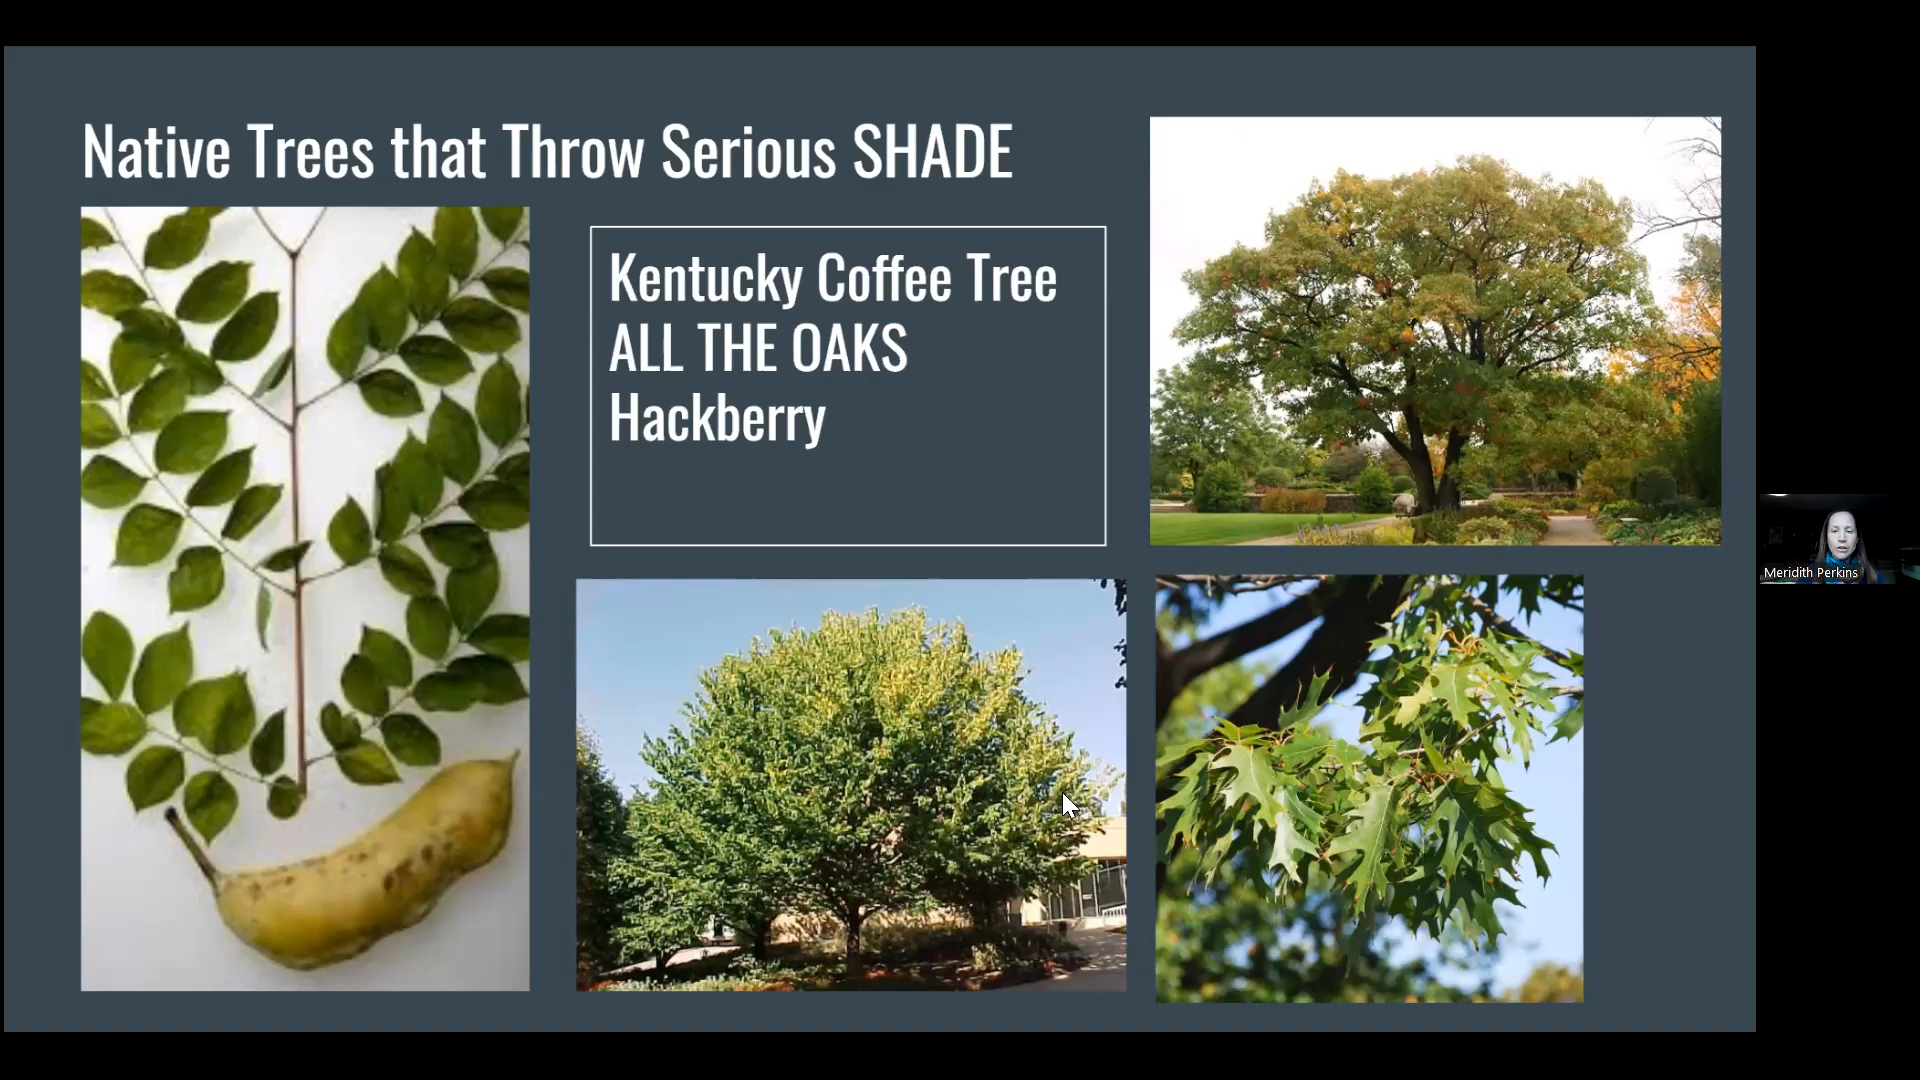 Native Trees that Throw Serious SHADE
Kentucky Coffee Tree
ALL THE OAKS
Hackberry
Meridith Perkins